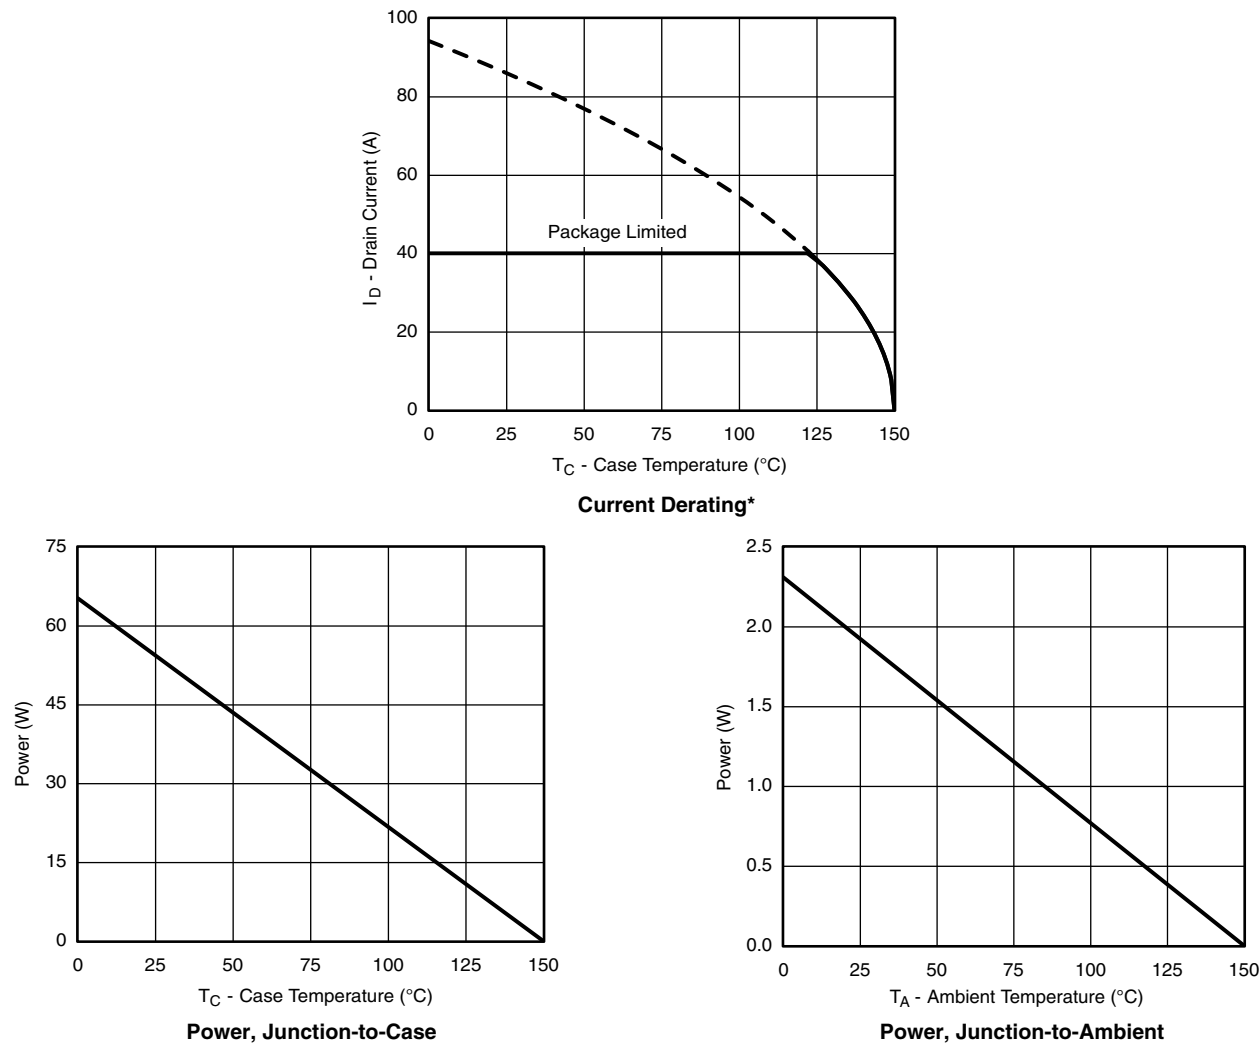 100
80
60
40
20
0
I_D - Drain Current (A)
Package Limited
0 25 50 75 100 125 150
T_C - Case Temperature (°C)
Current Derating*
75
60
45
30
15
0
Power (W)
0 25 50 75 100 125 150
T_C - Case Temperature (°C)
Power, Junction-to-Case
2.5
2.0
1.5
1.0
0.5
0.0
Power (W)
0 25 50 75 100 125 150
T_A - Ambient Temperature (°C)
Power, Junction-to-Ambient